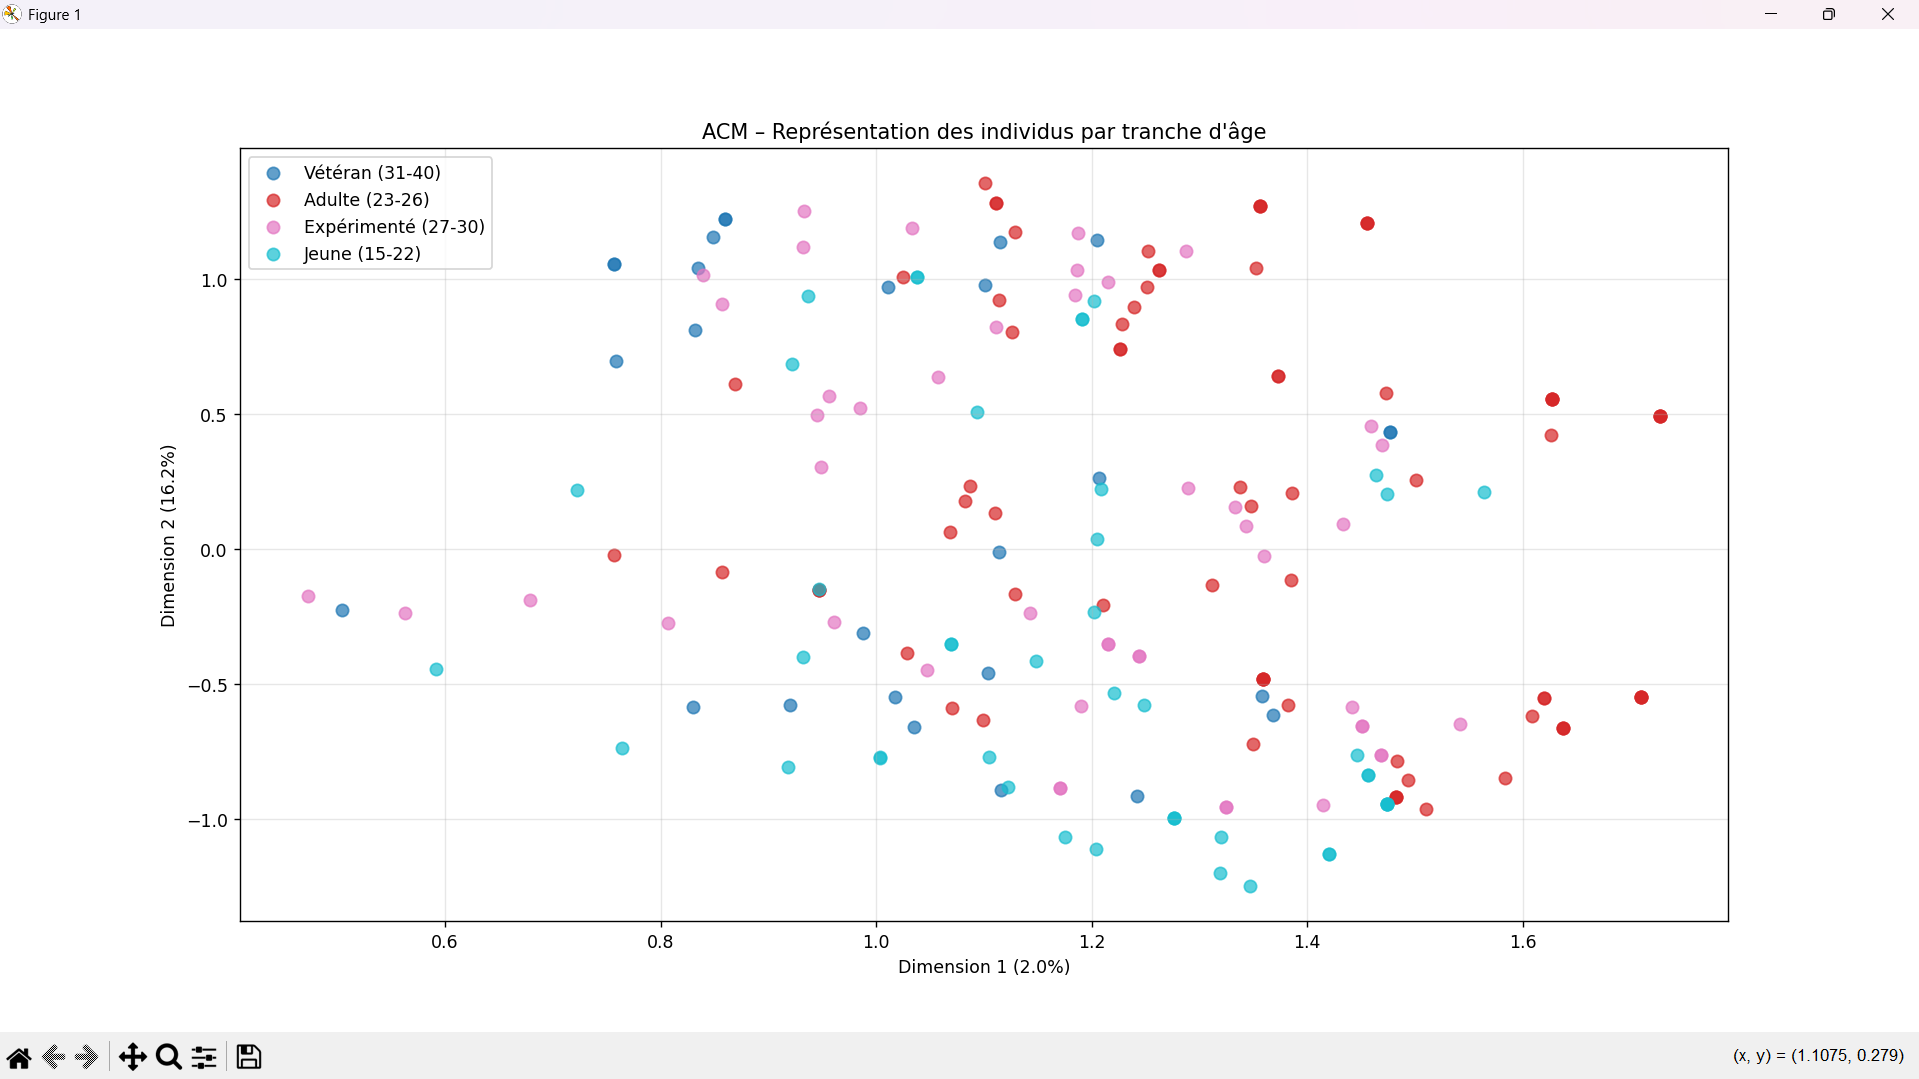 Figure 1
ACM – Représentation des individus par tranche d'âge
Vétéran (31-40)
Adulte (23-26)
Expérimenté (27-30)
Jeune (15-22)
1.0
0.5
0.0
−0.5
−1.0
Dimension 2 (16.2%)
0.6 0.8 1.0 1.2 1.4 1.6
Dimension 1 (2.0%)
(x, y) = (1.1075, 0.279)